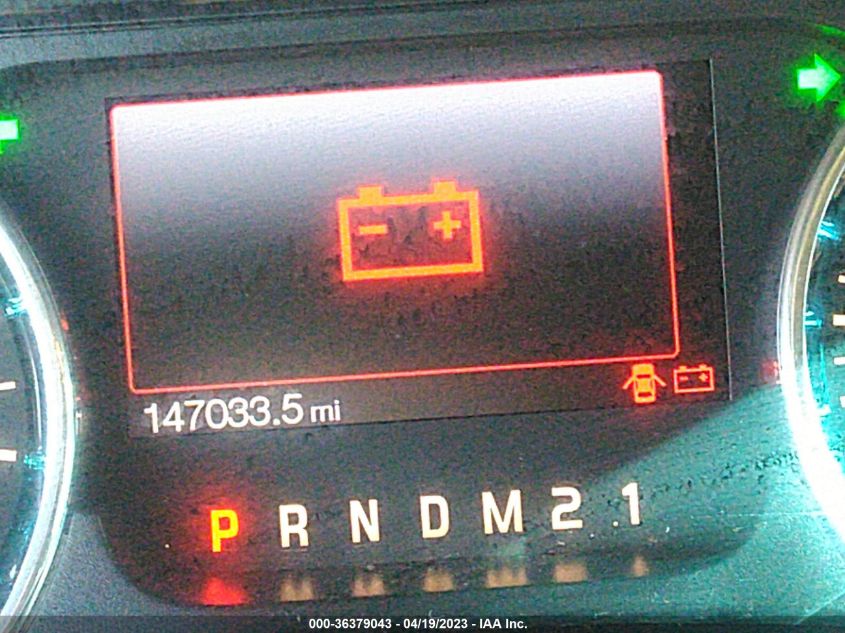 147033.5 mi
P R N D M 2 1
000-36379043 - 04/19/2023 - IAA Inc.